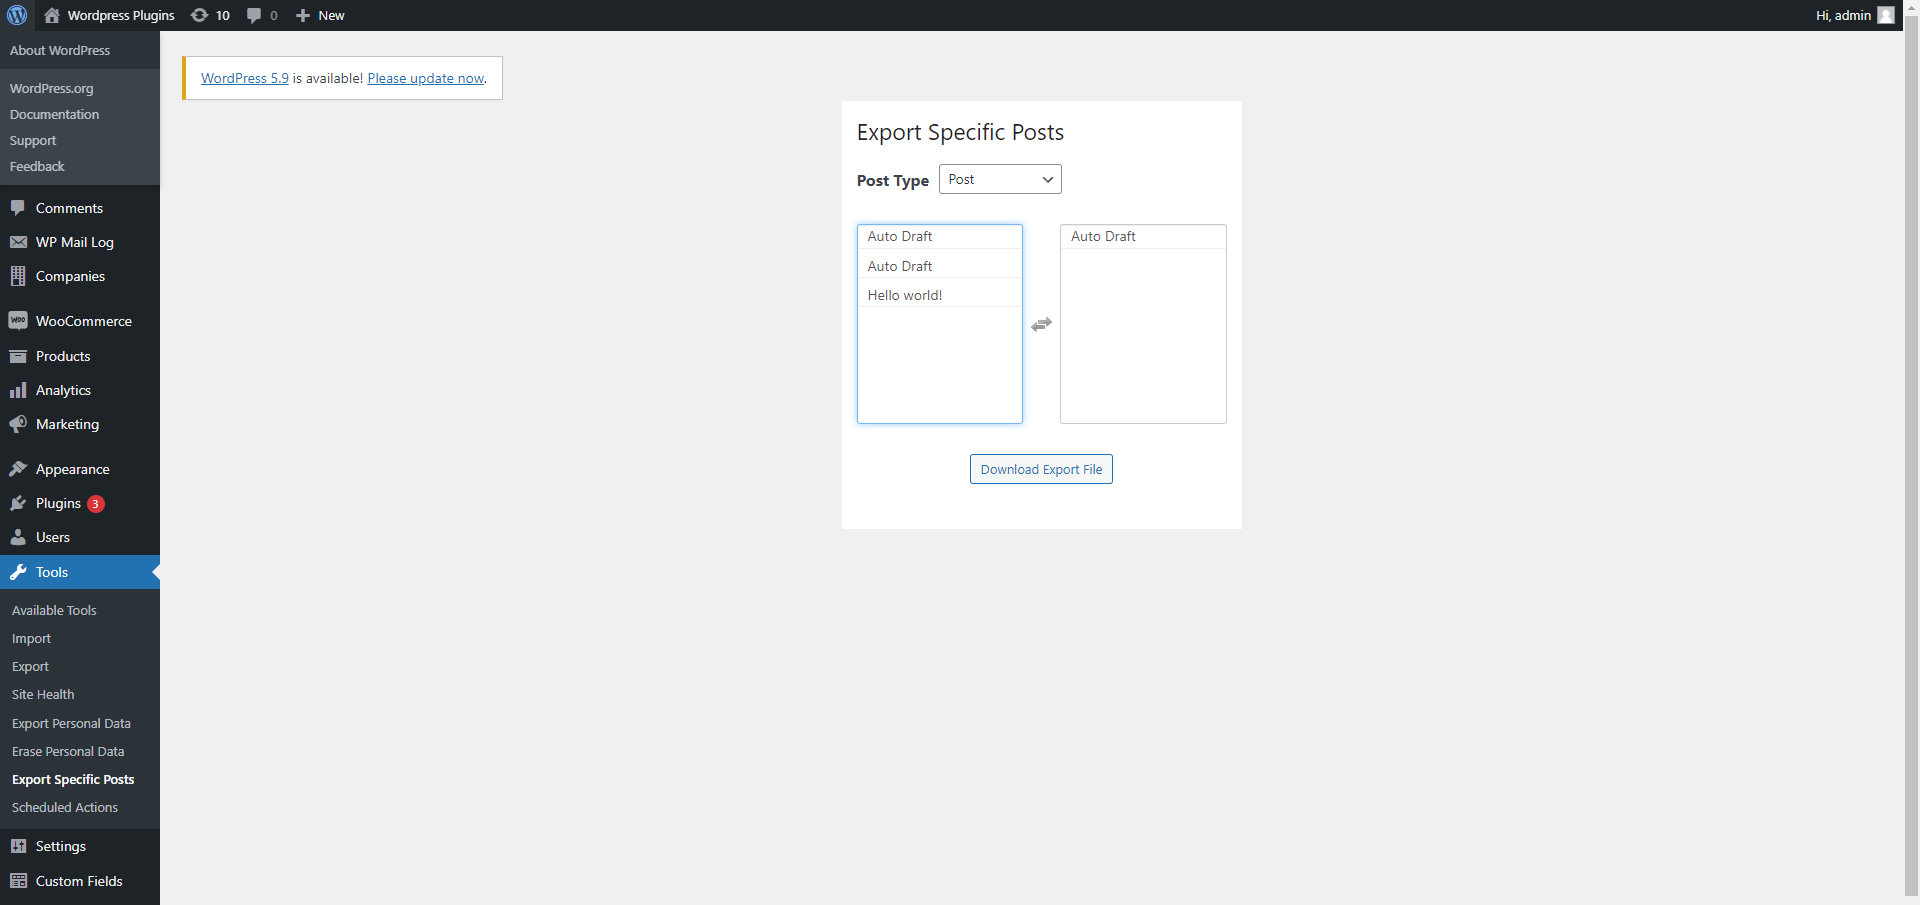 Wordpress Plugins 10 0 New Hi, admin
About WordPress
WordPress.org
Documentation
Support
Feedback
Comments
WP Mail Log
Companies
woo WooCommerce
Products
Analytics
Marketing
Appearance
Plugins 3
Users
Tools
Available Tools
Import
Export
Site Health
Export Personal Data
Erase Personal Data
Export Specific Posts
Scheduled Actions
Settings
Custom Fields
WordPress 5.9 is available! Please update now.
Export Specific Posts
Post Type Post
Auto Draft
Auto Draft
Hello world!
Auto Draft
Download Export File